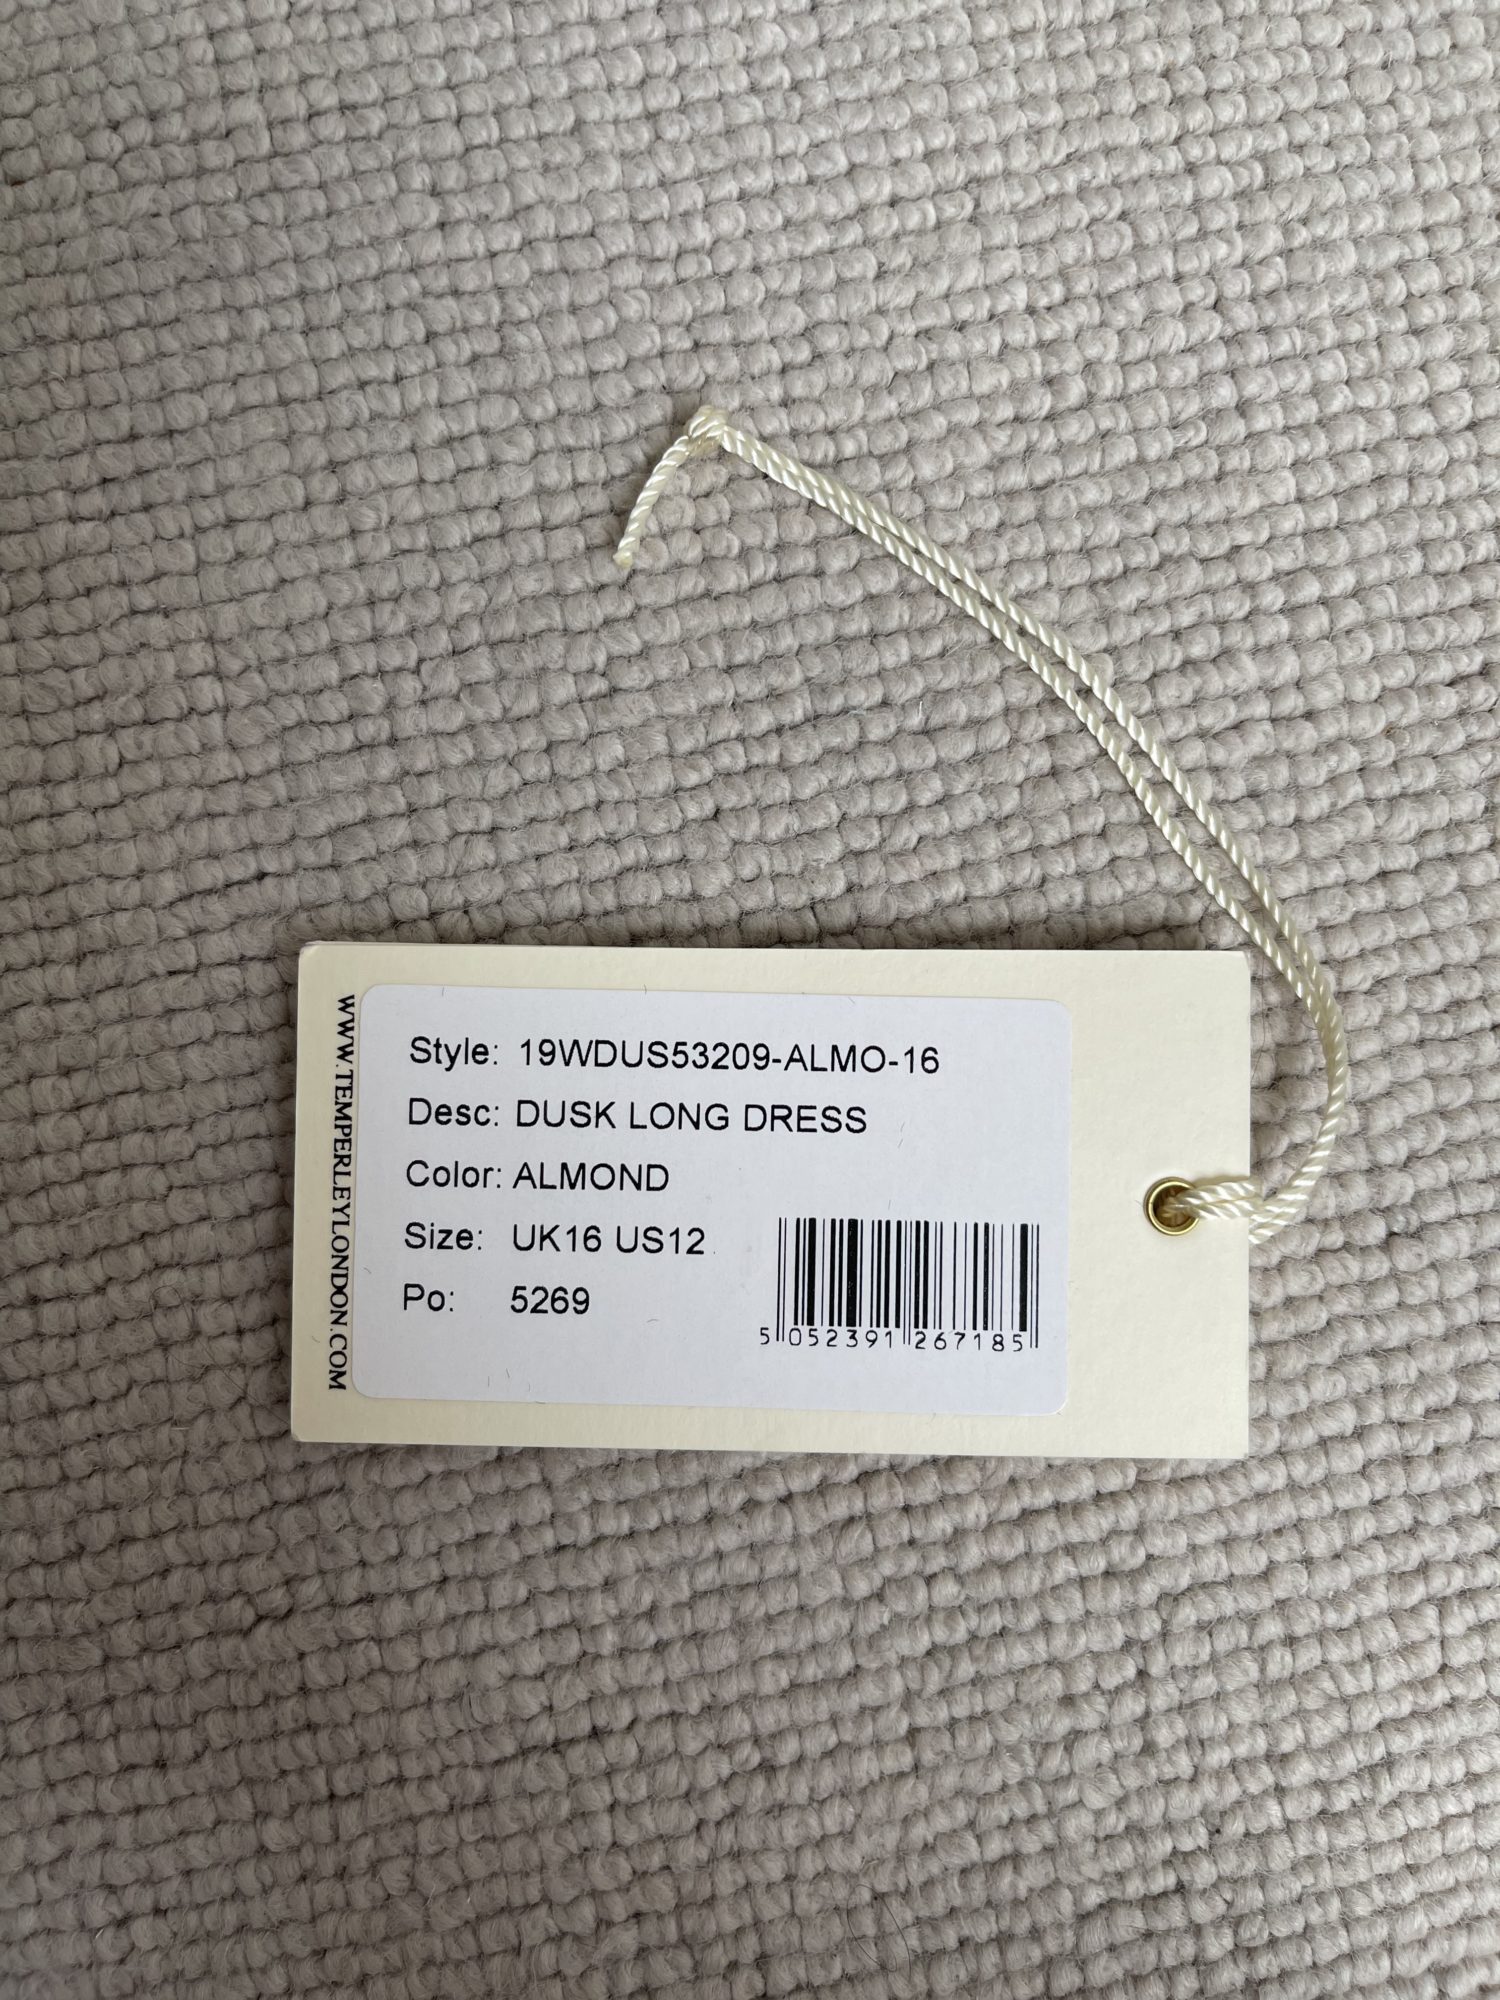 WWW.TEMPERLEYLONDON.COM
Style: 19WDUS53209-ALMO-16
Desc: DUSK LONG DRESS
Color: ALMOND
Size: UK16 US12
Po: 5269
5 052391 267185